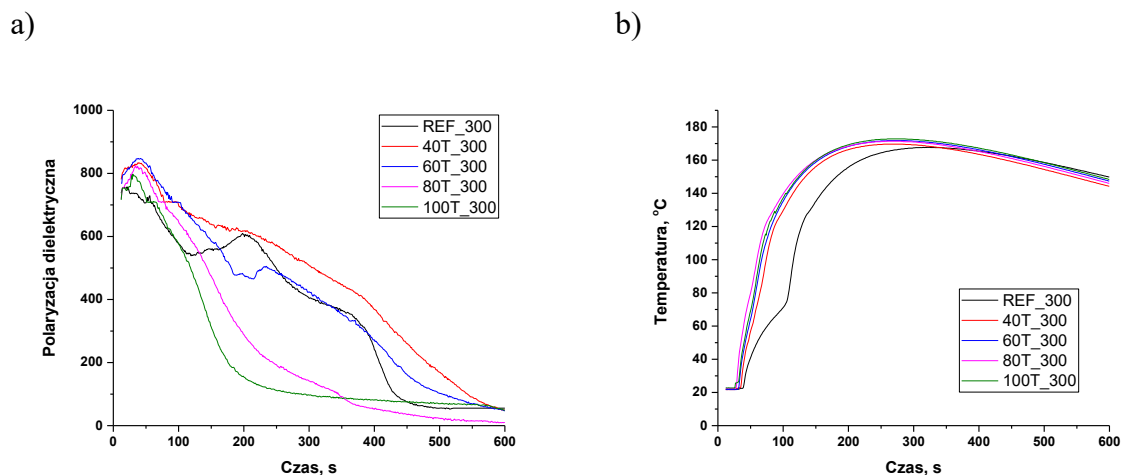 a)
b)
Polaryzacja dielektryczna
1000
800
600
400
200
0
0 100 200 300 400 500 600
Czas, s
REF_300
40T_300
60T_300
80T_300
100T_300
Temperatura, °C
180
160
140
120
100
80
60
40
20
0 100 200 300 400 500 600
Czas, s
REF_300
40T_300
60T_300
80T_300
100T_300